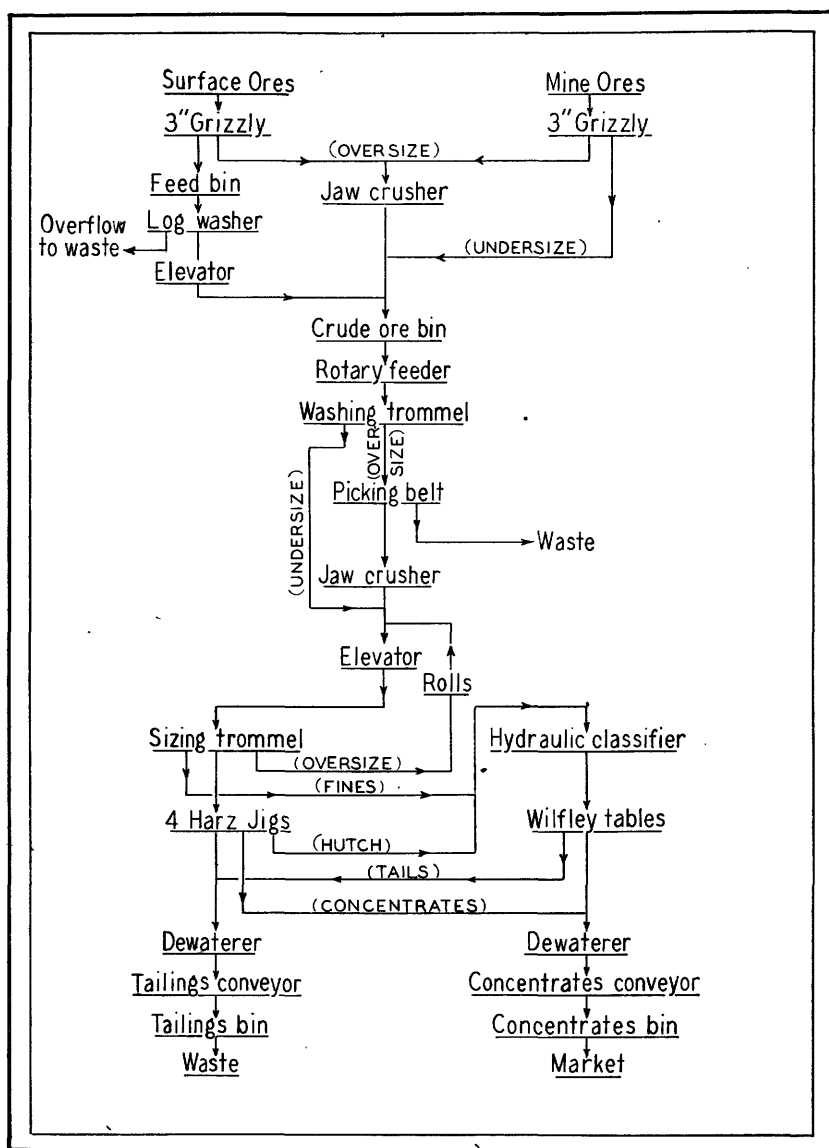 Surface Ores
Mine Ores
3" Grizzly
3" Grizzly
(OVERSIZE)
Feed bin
Jaw crusher
Overflow
to waste
Log washer
(UNDERSIZE)
Elevator
Crude ore bin
Rotary feeder
Washing trommel
(OVER
SIZE)
(UNDERSIZE)
Picking belt
Waste
Jaw crusher
Elevator
Rolls
Sizing trommel
Hydraulic classifier
(OVERSIZE)
(FINES)
4 Harz Jigs
Wilfley tables
(HUTCH)
(TAILS)
(CONCENTRATES)
Dewaterer
Dewaterer
Tailings conveyor
Concentrates conveyor
Tailings bin
Concentrates bin
Waste
Market